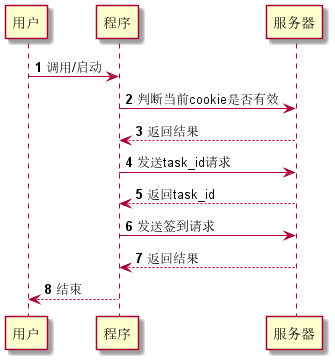 用户 程序 服务器
1 调用/启动
2 判断当前cookie是否有效
3 返回结果
4 发送task_id请求
5 返回task_id
6 发送签到请求
7 返回结果
8 结束
用户 程序 服务器